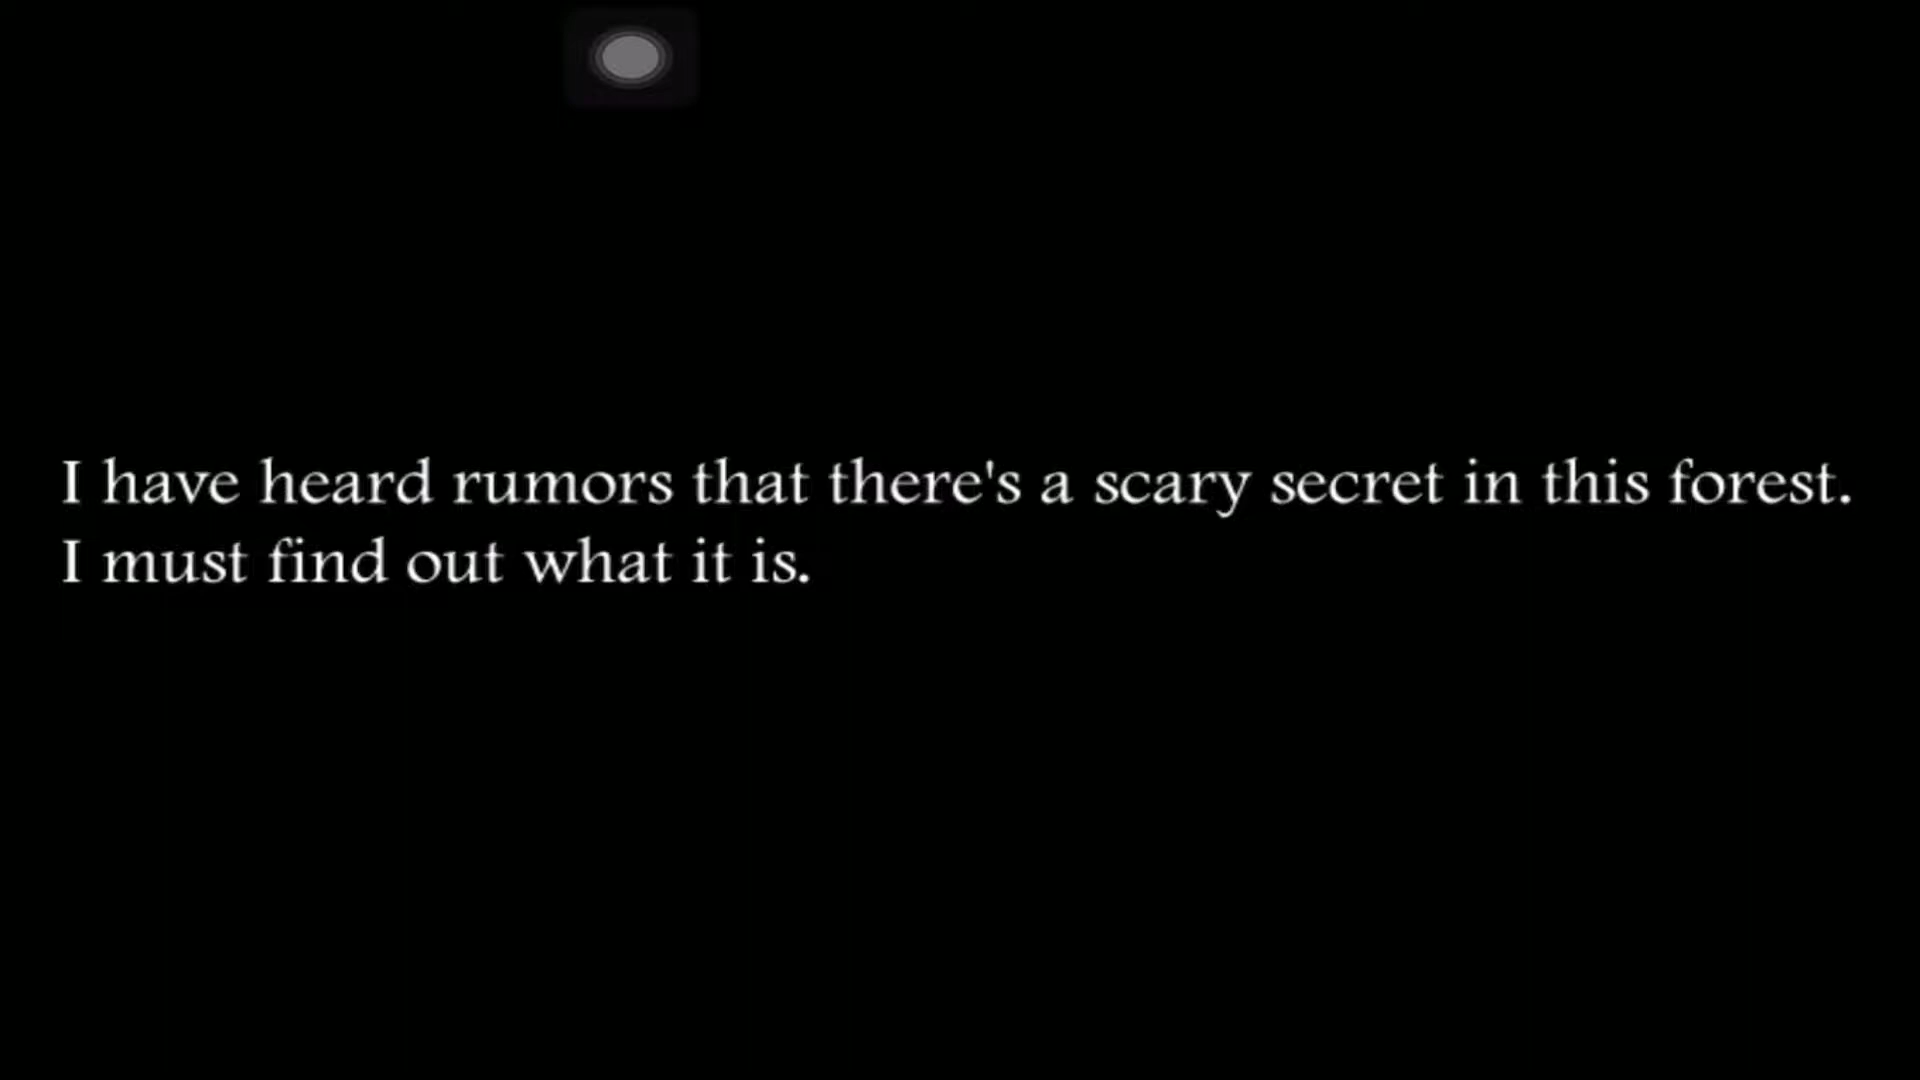 I have heard rumors that there's a scary secret in this forest.
I must find out what it is.